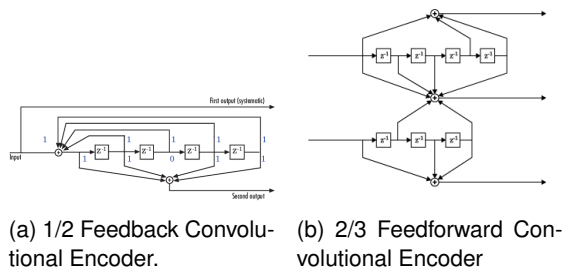 First output (systematic)
1 1 1 1 1
Input
Z⁻¹ Z⁻¹ Z⁻¹ Z⁻¹
1 1 0 1 1
Second output
z⁻¹ z⁻¹ z⁻¹ z⁻¹
z⁻¹ z⁻¹ z⁻¹
(a) 1/2 Feedback Convolu-
tional Encoder.
(b) 2/3 Feedforward Con-
volutional Encoder